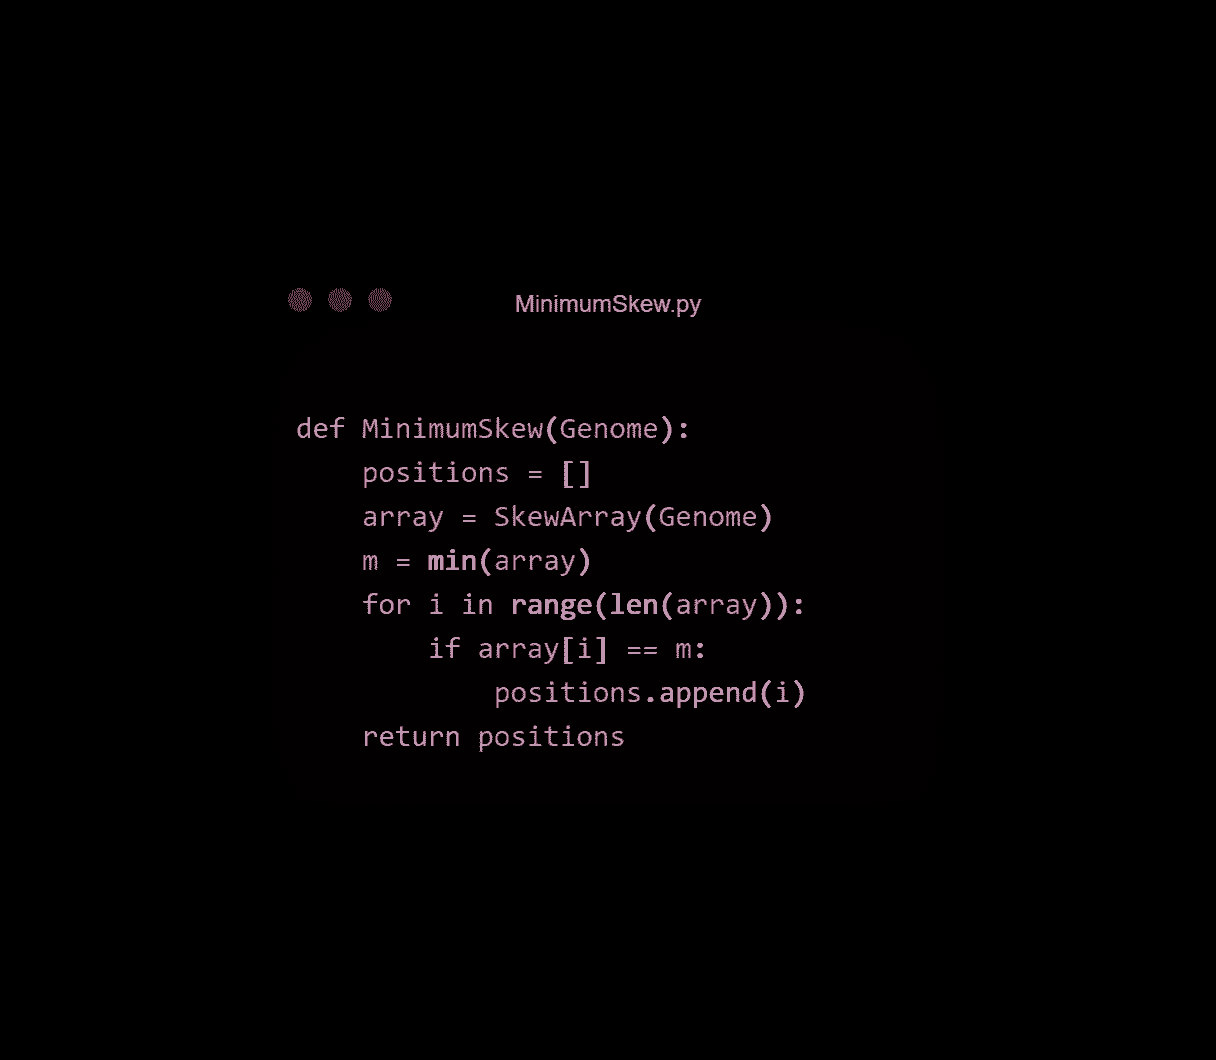 MinimumSkew.py
def MinimumSkew(Genome):
    positions = []
    array = SkewArray(Genome)
    m = min(array)
    for i in range(len(array)):
        if array[i] == m:
            positions.append(i)
    return positions